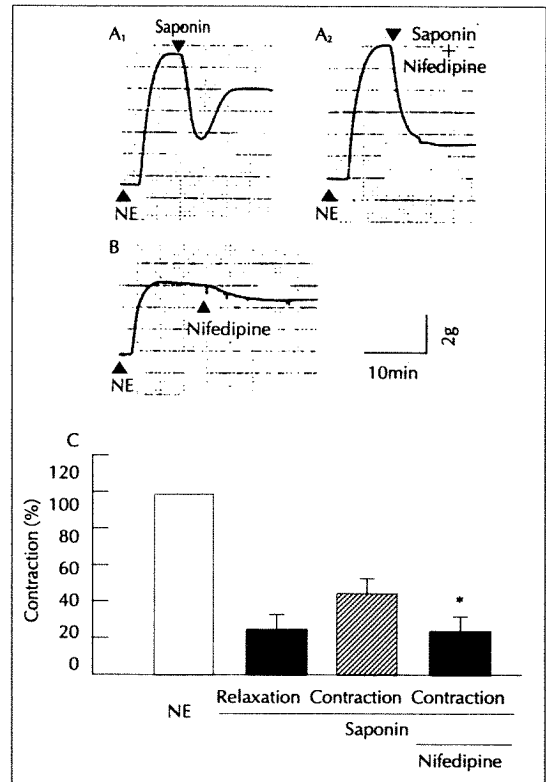 A₁
Saponin
NE
A₂
Saponin
+
Nifedipine
NE
B
Nifedipine
NE
2g
10min
C
Contraction (%)
120
100
80
60
40
20
0
*
NE
Relaxation Contraction Contraction
Saponin
Nifedipine